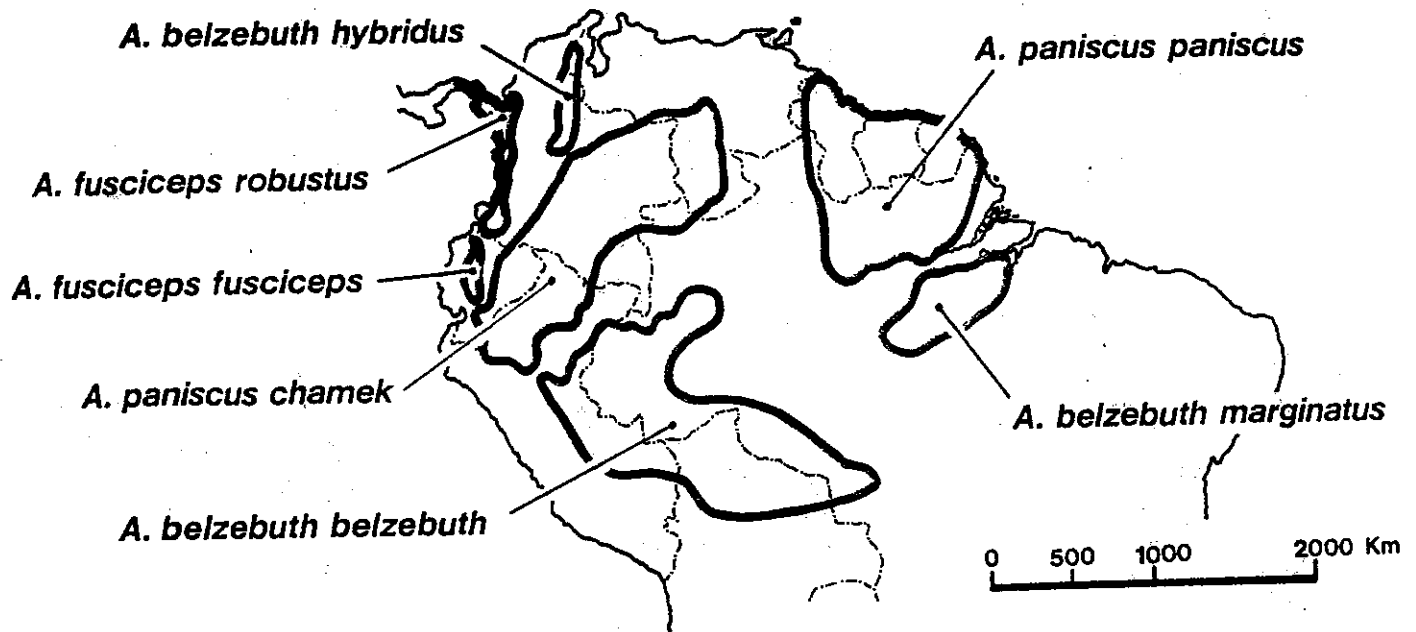 A. belzebuth hybridus
A. paniscus paniscus
A. fusciceps robustus
A. fusciceps fusciceps
A. paniscus chamek
A. belzebuth marginatus
A. belzebuth belzebuth
0 500 1000 2000 Km